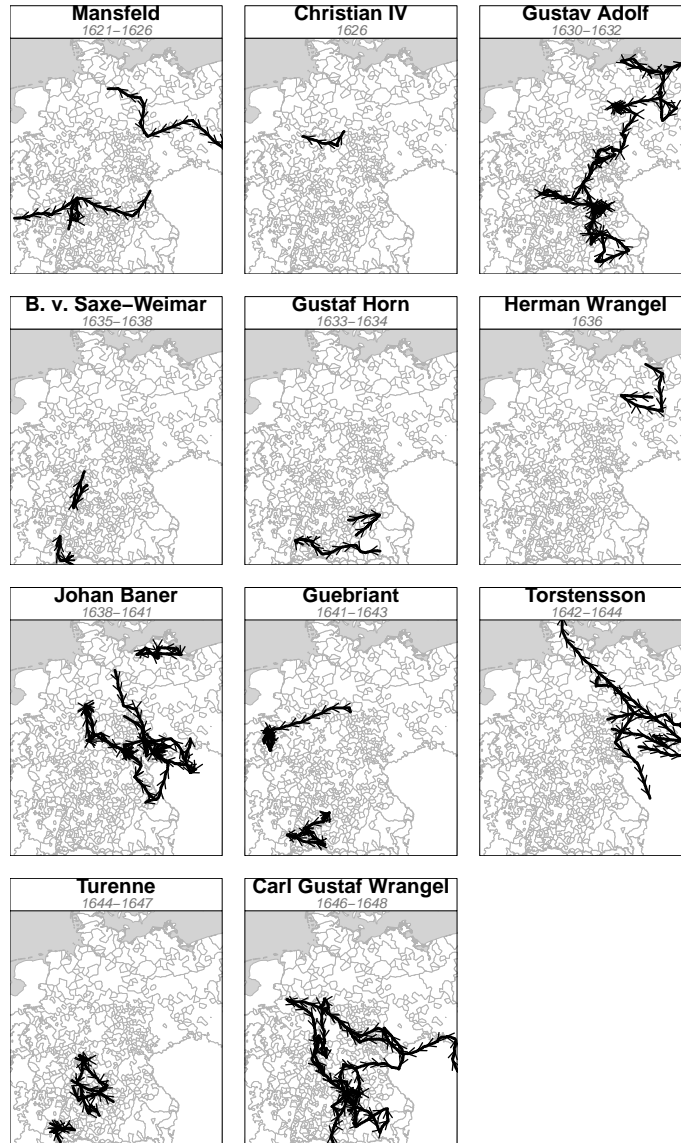 Mansfeld
1621–1626
Christian IV
1626
Gustav Adolf
1630–1632
B. v. Saxe–Weimar
1635–1638
Gustaf Horn
1633–1634
Herman Wrangel
1636
Johan Baner
1638–1641
Guebriant
1641–1643
Torstensson
1642–1644
Turenne
1644–1647
Carl Gustaf Wrangel
1646–1648